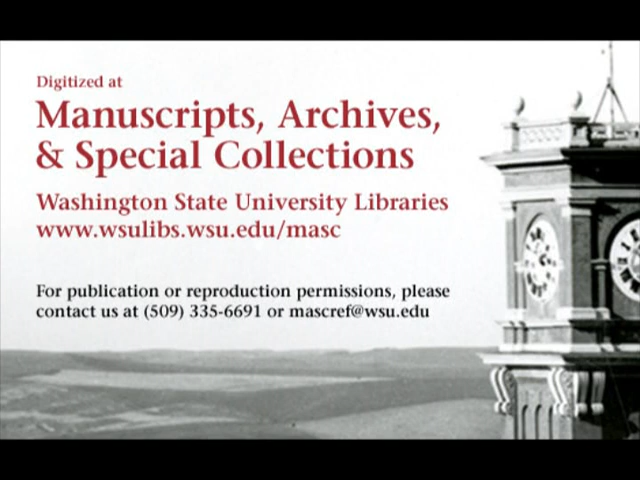 Digitized at
Manuscripts, Archives,
& Special Collections
Washington State University Libraries
www.wsulibs.wsu.edu/masc
For publication or reproduction permissions, please
contact us at (509) 335-6691 or mascref@wsu.edu